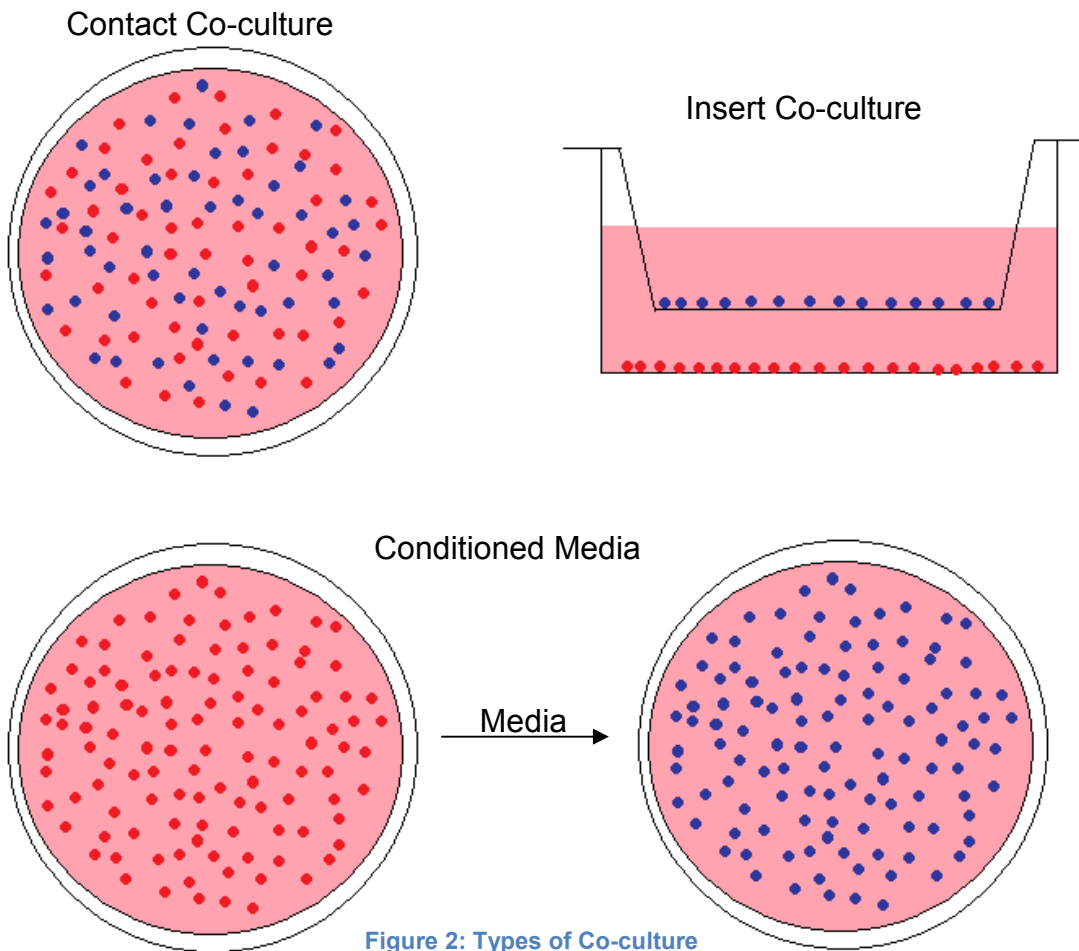 Contact Co-culture
Insert Co-culture
Conditioned Media
Media
Figure 2: Types of Co-culture